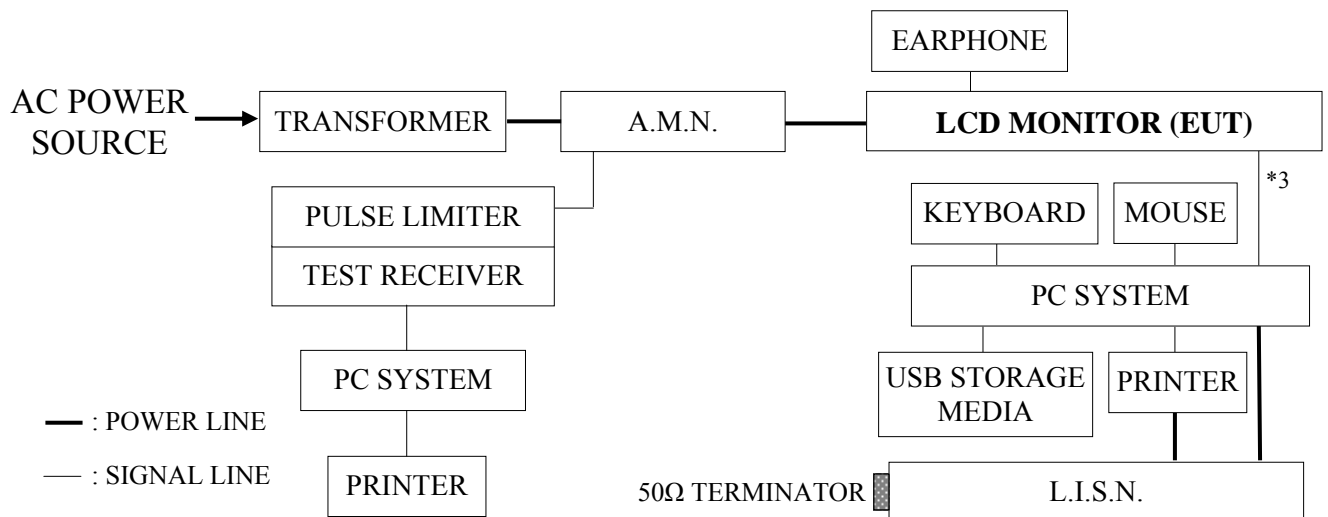 EARPHONE
AC POWER
SOURCE
TRANSFORMER
A.M.N.
LCD MONITOR (EUT)
*3
PULSE LIMITER
KEYBOARD
MOUSE
TEST RECEIVER
PC SYSTEM
PC SYSTEM
USB STORAGE
MEDIA
PRINTER
: POWER LINE
: SIGNAL LINE
PRINTER
50Ω TERMINATOR
L.I.S.N.